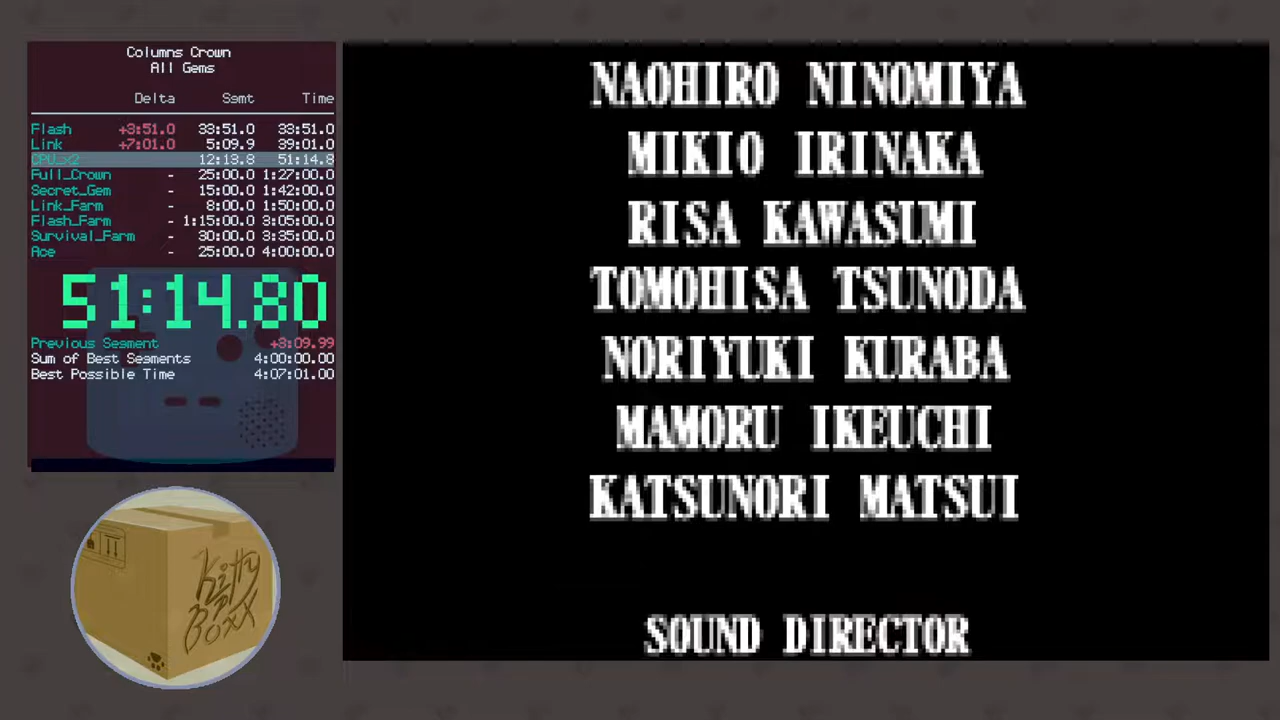 Columns Crown
All Gems
Delta Sgmt Time
Flash +3:51.0 33:51.0 33:51.0
Link +7:01.0 5:09.9 39:01.0
CPU_x2 12:13.8 51:14.8
Full_Crown - 25:00.0 1:27:00.0
Secret_Gem - 15:00.0 1:42:00.0
Link_Farm - 8:00.0 1:50:00.0
Flash_Farm - 1:15:00.0 3:05:00.0
Survival_Farm - 30:00.0 3:35:00.0
Ace - 25:00.0 4:00:00.0
51:14.80
Previous Segment +3:09.99
Sum of Best Segments 4:00:00.00
Best Possible Time 4:07:01.00
Kitty
Boxx
NAOHIRO NINOMIYA
MIKIO IRINAKA
RISA KAWASUMI
TOMOHISA TSUNODA
NORIYUKI KURABA
MAMORU IKEUCHI
KATSUNORI MATSUI
SOUND DIRECTOR